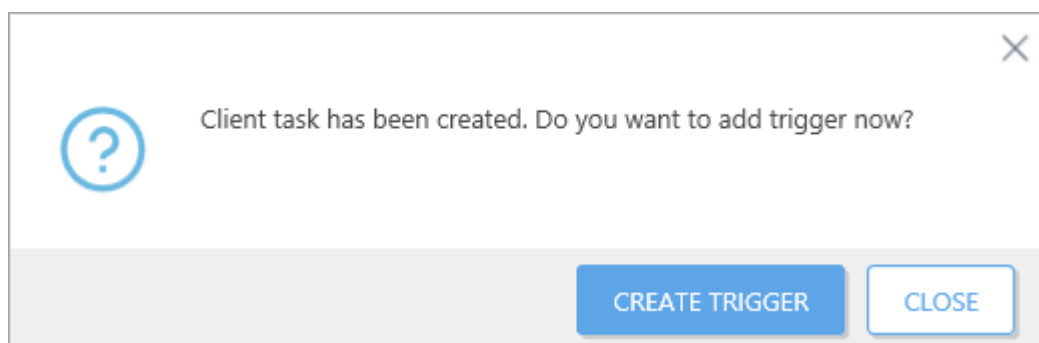 Client task has been created. Do you want to add trigger now?
CREATE TRIGGER
CLOSE